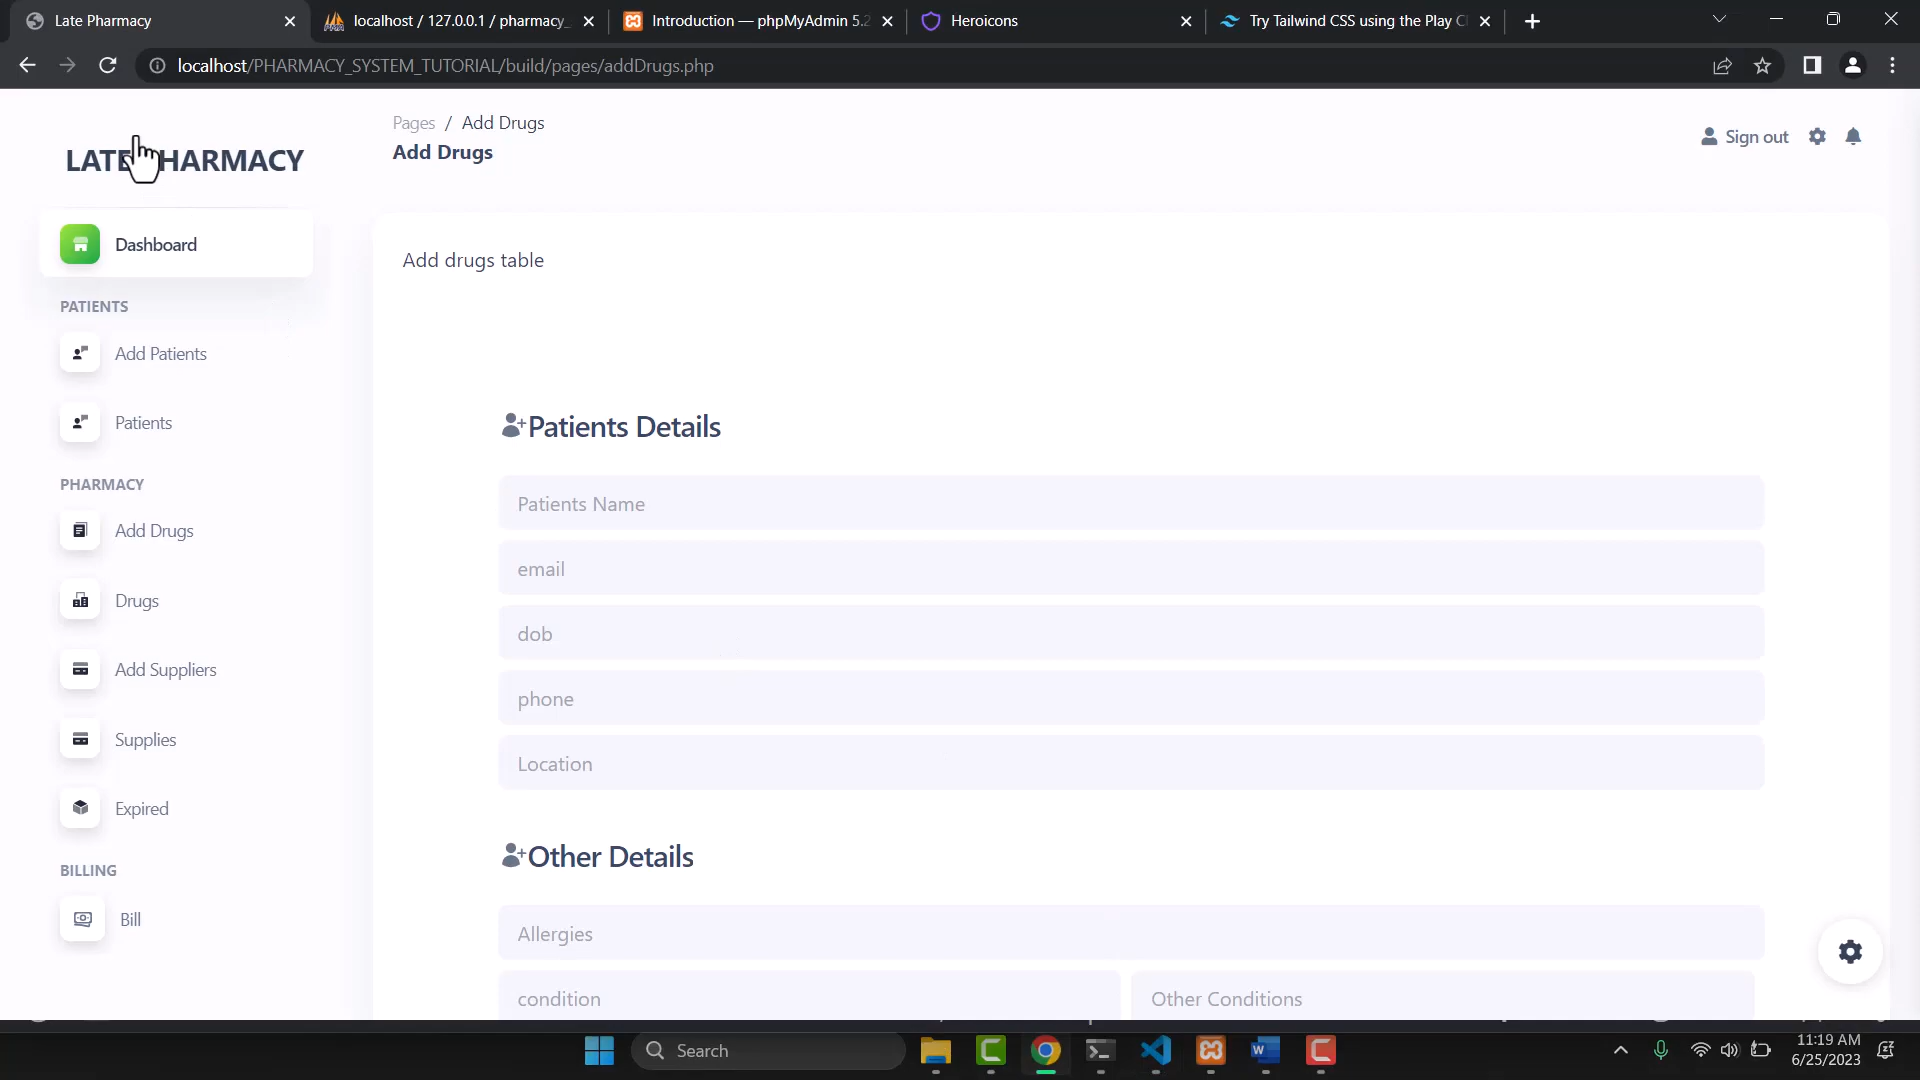 Late Pharmacy
localhost / 127.0.0.1 / pharmacy_
Introduction — phpMyAdmin 5.2
Heroicons
Try Tailwind CSS using the Play C
localhost/PHARMACY_SYSTEM_TUTORIAL/build/pages/addDrugs.php
LATE PHARMACY
Pages / Add Drugs
Add Drugs
Sign out
Dashboard
PATIENTS
Add Patients
Patients
PHARMACY
Add Drugs
Drugs
Add Suppliers
Supplies
Expired
BILLING
Bill
Add drugs table
Patients Details
Patients Name
email
dob
phone
Location
Other Details
Allergies
condition
Other Conditions
Search
11:19 AM
6/25/2023